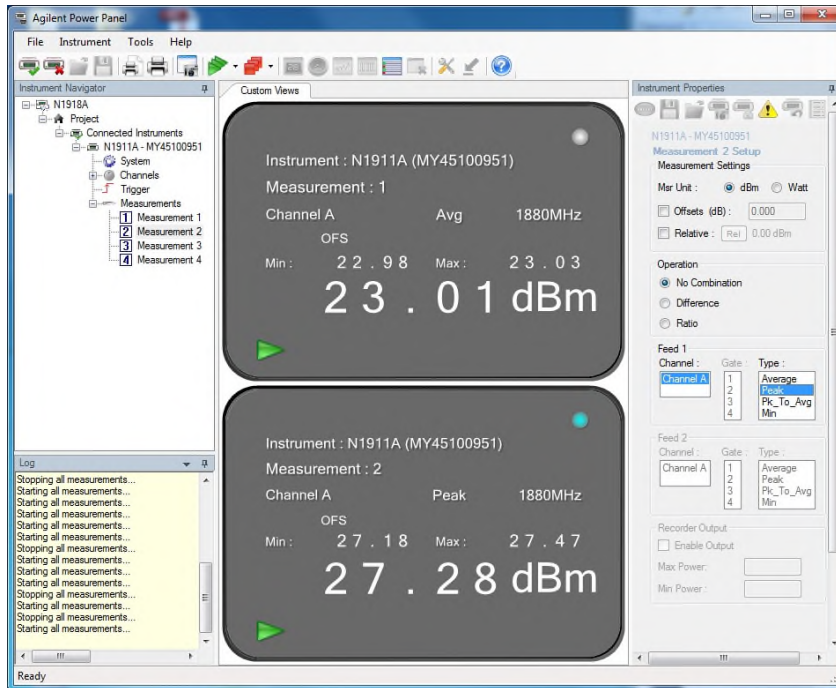 Agilent Power Panel
File Instrument Tools Help
Instrument Navigator
N1918A
Project
Connected Instruments
N1911A - MY45100951
System
Channels
Trigger
Measurements
1 Measurement 1
2 Measurement 2
3 Measurement 3
4 Measurement 4
Log
Stopping all measurements...
Starting all measurements...
Starting all measurements...
Starting all measurements...
Starting all measurements...
Starting all measurements...
Stopping all measurements...
Starting all measurements...
Starting all measurements...
Starting all measurements...
Stopping all measurements...
Starting all measurements...
Stopping all measurements...
Starting all measurements...
Custom Views
Instrument : N1911A (MY45100951)
Measurement : 1
Channel A Avg 1880MHz
OFS
Min : 22.98 Max : 23.03
23.01 dBm
Instrument : N1911A (MY45100951)
Measurement : 2
Channel A Peak 1880MHz
OFS
Min : 27.18 Max : 27.47
27.28 dBm
Instrument Properties
N1911A - MY45100951
Measurement 2 Setup
Measurement Settings
Msr Unit : dBm Watt
Offsets (dB) : 0.000
Relative : Rel 0.00 dBm
Operation
No Combination
Difference
Ratio
Feed 1
Channel : Gate : Type :
Channel A 1 Average
2 Peak
3 Pk_To_Avg
4 Min
Feed 2
Channel : Gate : Type :
Channel A 1 Average
2 Peak
3 Pk_To_Avg
4 Min
Recorder Output
Enable Output
Max Power:
Min Power :
Ready